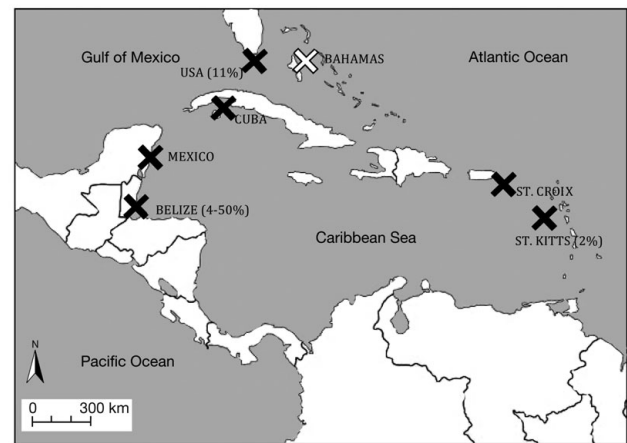 Gulf of Mexico
Atlantic Ocean
BAHAMAS
USA (11%)
CUBA
MEXICO
BELIZE (4-50%)
ST. CROIX
ST. KITTS (2%)
Caribbean Sea
N
Pacific Ocean
0 300 km